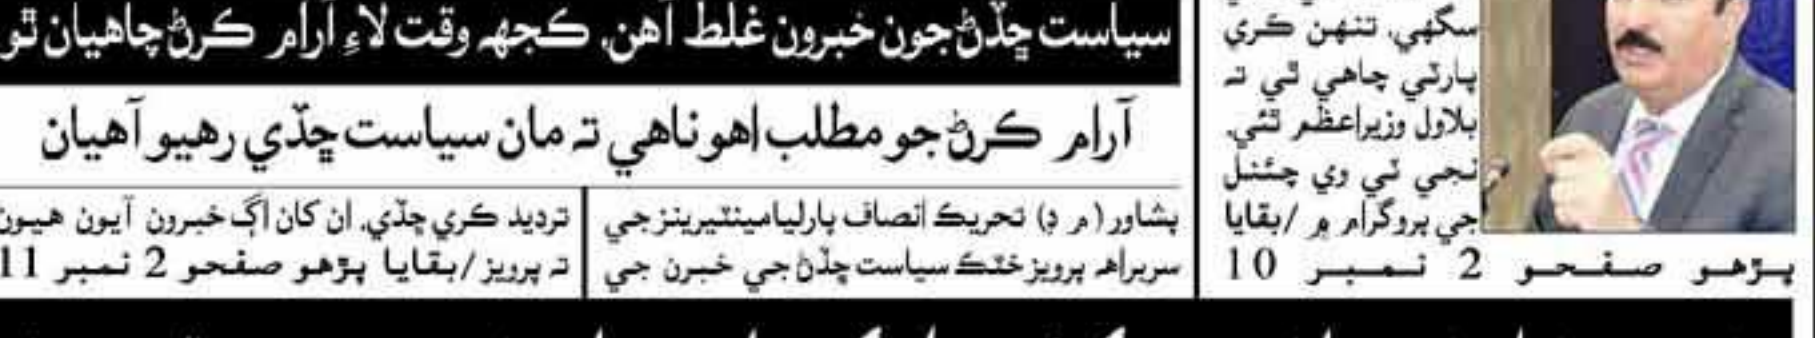 سياست ڇڏڻ جون خبرون غلط آهن، ڪجهه وقت لاءِ آرام ڪرڻ چاهيان ٿو
آرام ڪرڻ جو مطلب اهو ناهي ته مان سياست ڇڏي رهيو آهيان
پشاور (م ڊ) تحريڪ انصاف پارليامينٽيرينز جي
سربراهه پرويز خٽڪ سياست ڇڏڻ جي خبرن جي
ترديد ڪري ڇڏي. ان کان اڳ خبرون آيون هيون
ته پرويز /بقايا پڙهو صفحو 2 نمبر 11
سگهي. تنهن ڪري
پارٽي چاهي ٿي ته
بلاول وزيراعظم ٿئي.
نجي ٽي وي چئنل
جي پروگرام ۾ /بقايا
پڙهو صفحو 2 نمبر 10